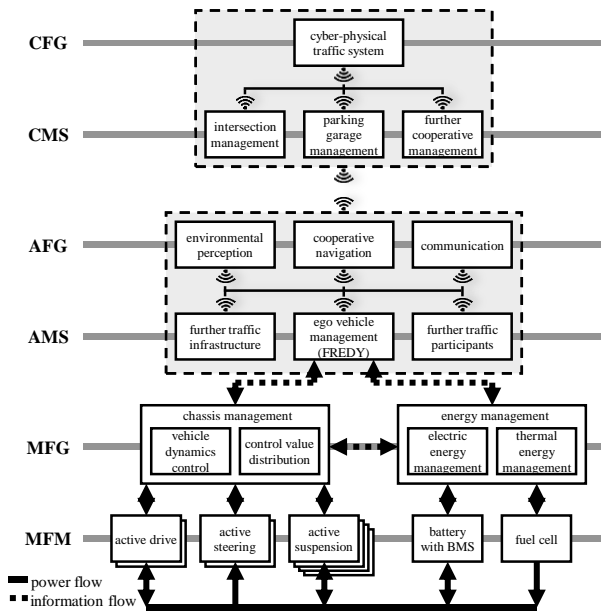 CFG
cyber-physical
traffic system
CMS
intersection
management
parking
garage
management
further
cooperative
management
AFG
environmental
perception
cooperative
navigation
communication
AMS
further traffic
infrastructure
ego vehicle
management
(FREDY)
further traffic
participants
MFG
chassis management
vehicle
dynamics
control
control value
distribution
energy management
electric
energy
management
thermal
energy
management
MFM
active drive
active
steering
active
suspension
battery
with BMS
fuel cell
power flow
information flow